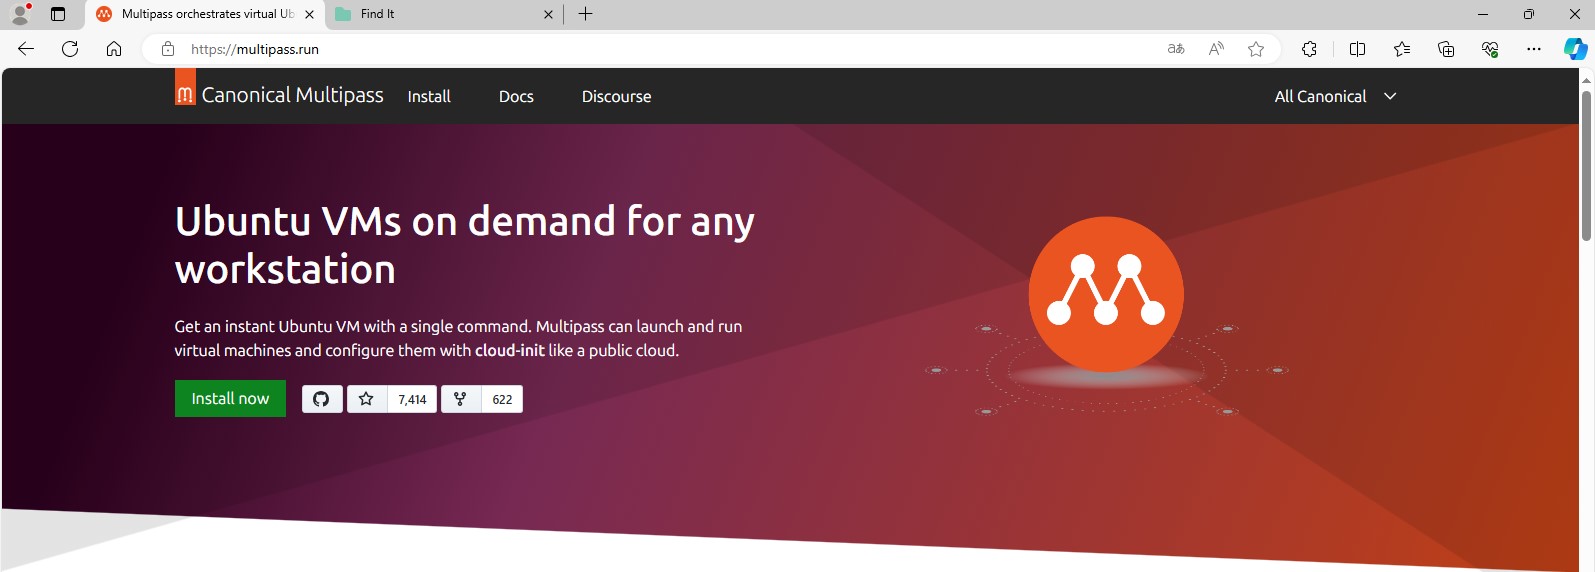 Multipass orchestrates virtual Ub
Find It
https://multipass.run
aあ
A
Canonical Multipass
Install
Docs
Discourse
All Canonical
Ubuntu VMs on demand for any
workstation
Get an instant Ubuntu VM with a single command. Multipass can launch and run
virtual machines and configure them with cloud-init like a public cloud.
Install now
7,414
622